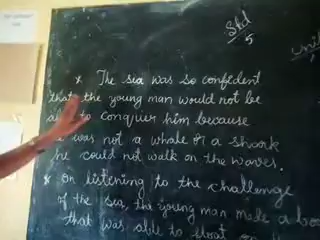 Std
5
* The sea was so confident
that the young man would not be
to conquer him because
was not a whale or a shark
he could not walk on the waves.
* On listening to the challenge
of the sea, the young man made a
that was able to float